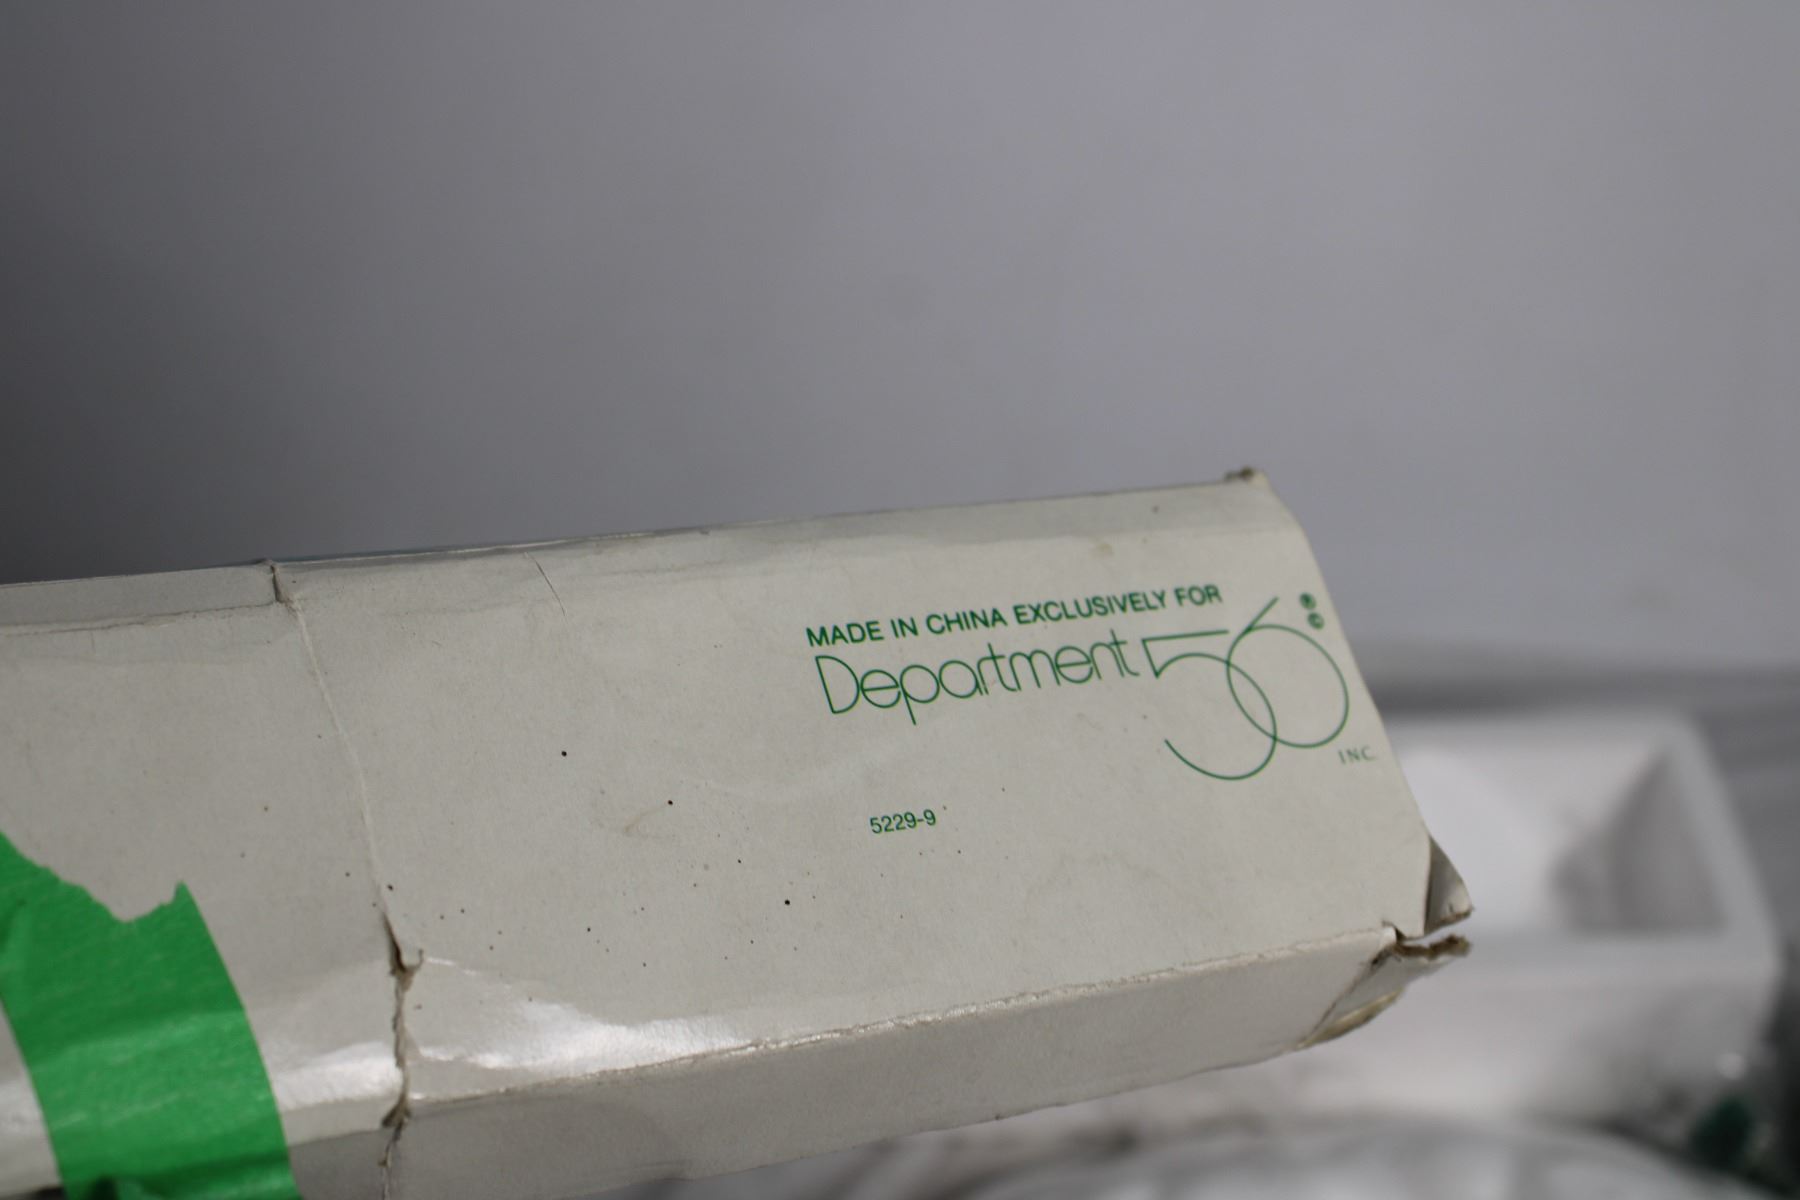 MADE IN CHINA EXCLUSIVELY FOR
Department 56 ® ©
INC.
5229-9